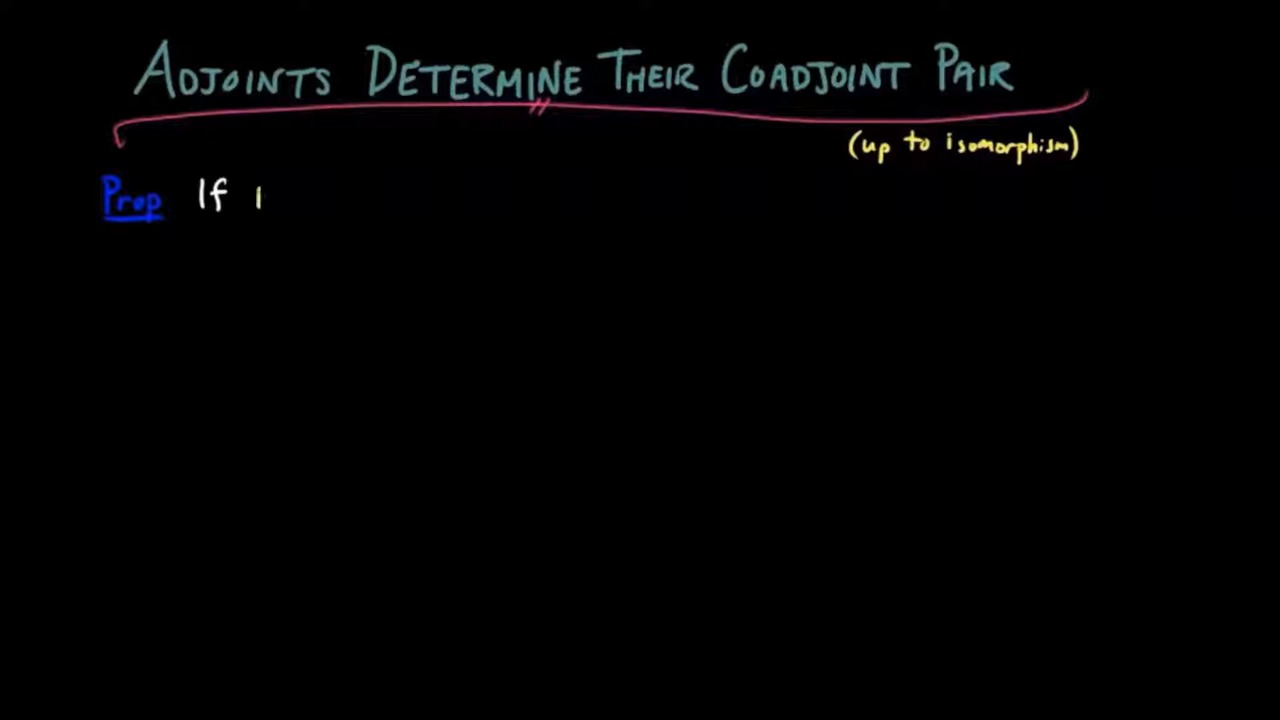 ADJOINTS DETERMINE THEIR COADJOINT PAIR
(up to isomorphism)
Prop If